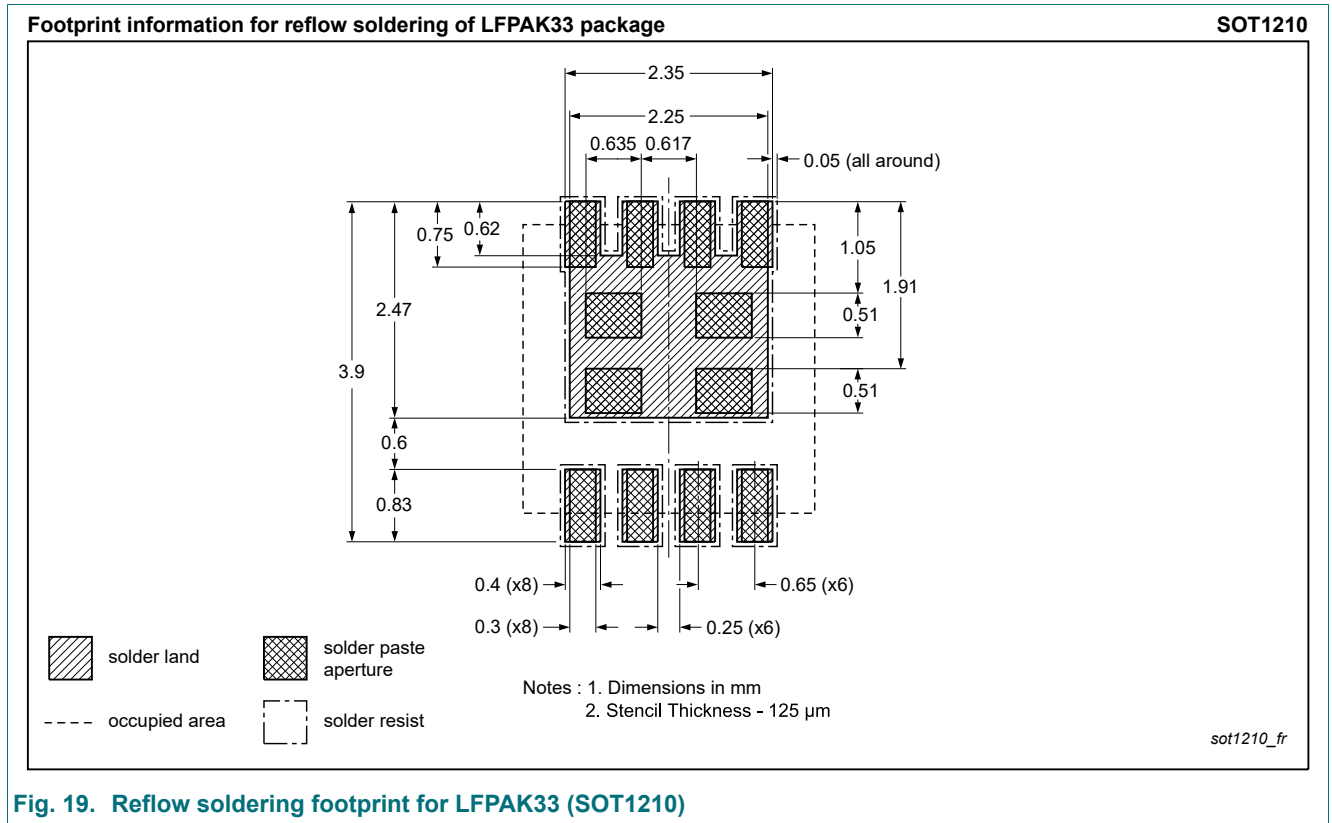 Footprint information for reflow soldering of LFPAK33 package SOT1210
2.35
2.25
0.635 0.617
0.05 (all around)
0.75 0.62
1.05
1.91
2.47
0.51
3.9
0.51
0.6
0.83
0.4 (x8)
0.65 (x6)
0.3 (x8)
0.25 (x6)
solder land
solder paste
aperture
occupied area
solder resist
Notes : 1. Dimensions in mm
2. Stencil Thickness - 125 µm
sot1210_fr
Fig. 19. Reflow soldering footprint for LFPAK33 (SOT1210)